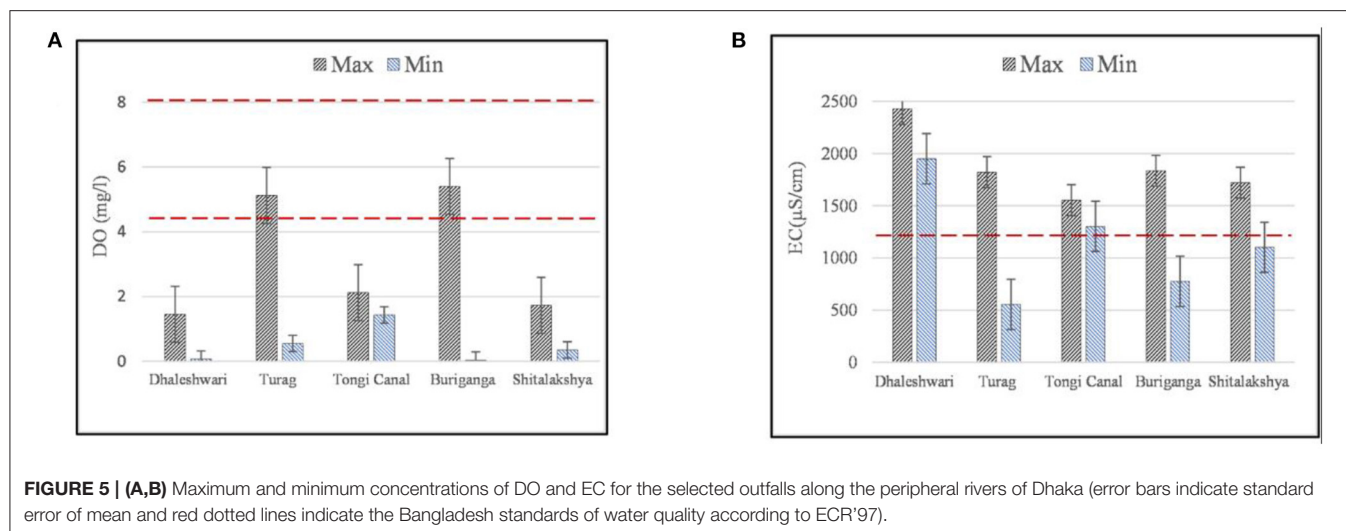 A
Max Min
DO (mg/l)
8
6
4
2
0
Dhaleshwari Turag Tongi Canal Buriganga Shitalakshya
B
Max Min
EC(μS/cm)
2500
2000
1500
1000
500
0
Dhaleshwari Turag Tongi Canal Buriganga Shitalakshya
FIGURE 5 | (A,B) Maximum and minimum concentrations of DO and EC for the selected outfalls along the peripheral rivers of Dhaka (error bars indicate standard
error of mean and red dotted lines indicate the Bangladesh standards of water quality according to ECR'97).